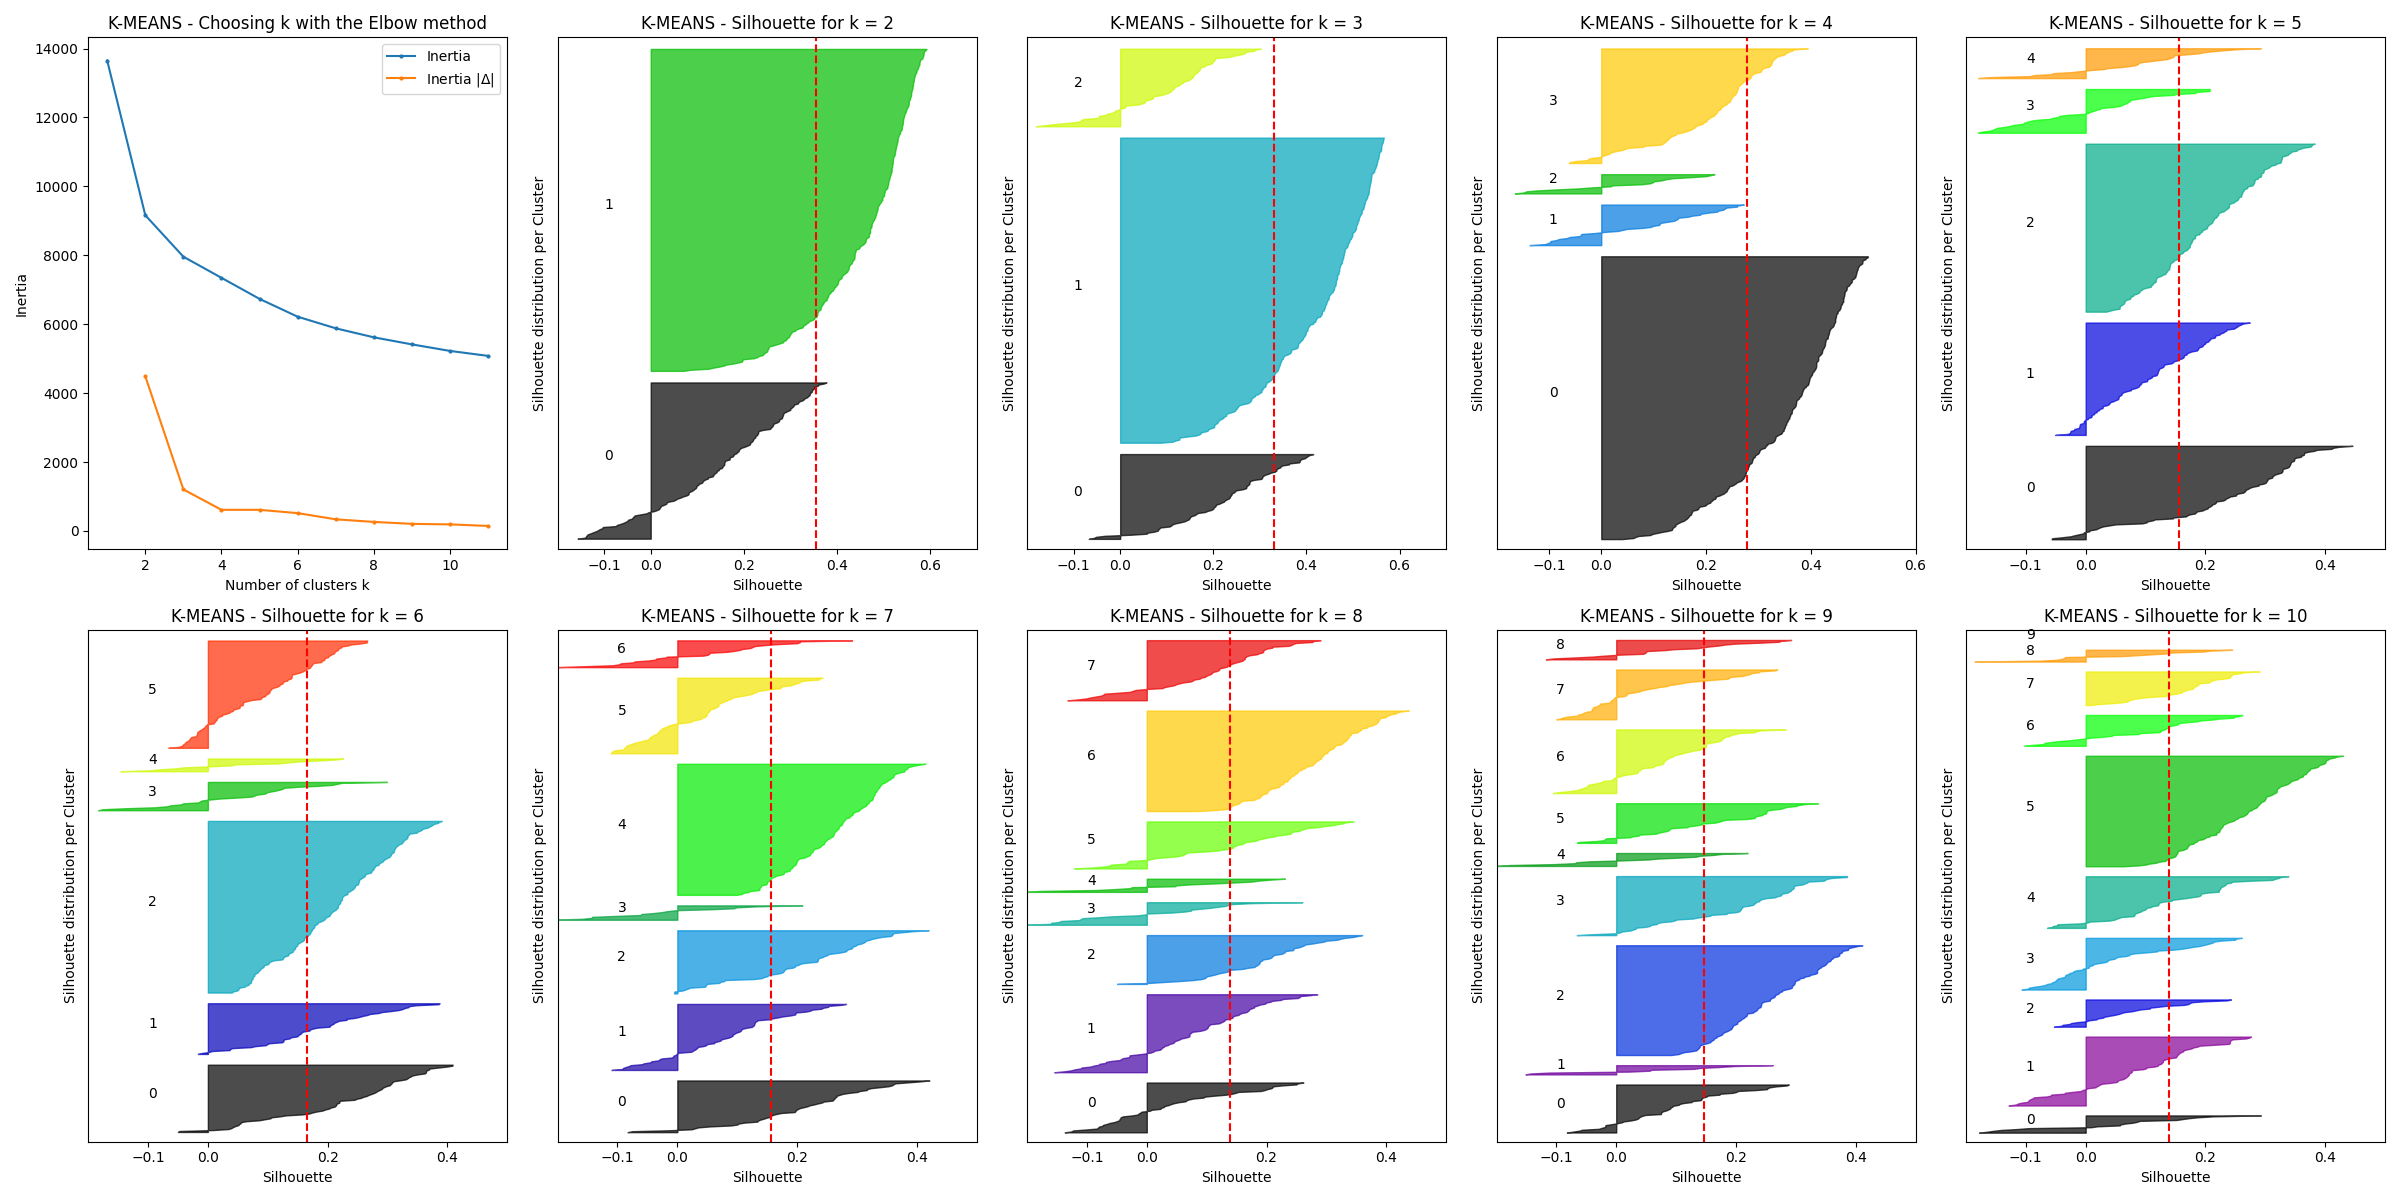 K-MEANS - Choosing k with the Elbow method
14000
12000
10000
8000
6000
4000
2000
0
Inertia
Inertia
Inertia |Δ|
2 4 6 8 10
Number of clusters k
K-MEANS - Silhouette for k = 2
Silhouette distribution per Cluster
1
0
−0.1 0.0 0.2 0.4 0.6
Silhouette
K-MEANS - Silhouette for k = 3
Silhouette distribution per Cluster
2
1
0
−0.1 0.0 0.2 0.4 0.6
Silhouette
K-MEANS - Silhouette for k = 4
Silhouette distribution per Cluster
3
2
1
0
−0.1 0.0 0.2 0.4 0.6
Silhouette
K-MEANS - Silhouette for k = 5
Silhouette distribution per Cluster
4
3
2
1
0
−0.1 0.0 0.2 0.4
Silhouette
K-MEANS - Silhouette for k = 6
Silhouette distribution per Cluster
5
4
3
2
1
0
−0.1 0.0 0.2 0.4
Silhouette
K-MEANS - Silhouette for k = 7
Silhouette distribution per Cluster
6
5
4
3
2
1
0
−0.1 0.0 0.2 0.4
Silhouette
K-MEANS - Silhouette for k = 8
Silhouette distribution per Cluster
7
6
5
4
3
2
1
0
−0.1 0.0 0.2 0.4
Silhouette
K-MEANS - Silhouette for k = 9
Silhouette distribution per Cluster
8
7
6
5
4
3
2
1
0
−0.1 0.0 0.2 0.4
Silhouette
K-MEANS - Silhouette for k = 10
Silhouette distribution per Cluster
9
8
7
6
5
4
3
2
1
0
−0.1 0.0 0.2 0.4
Silhouette